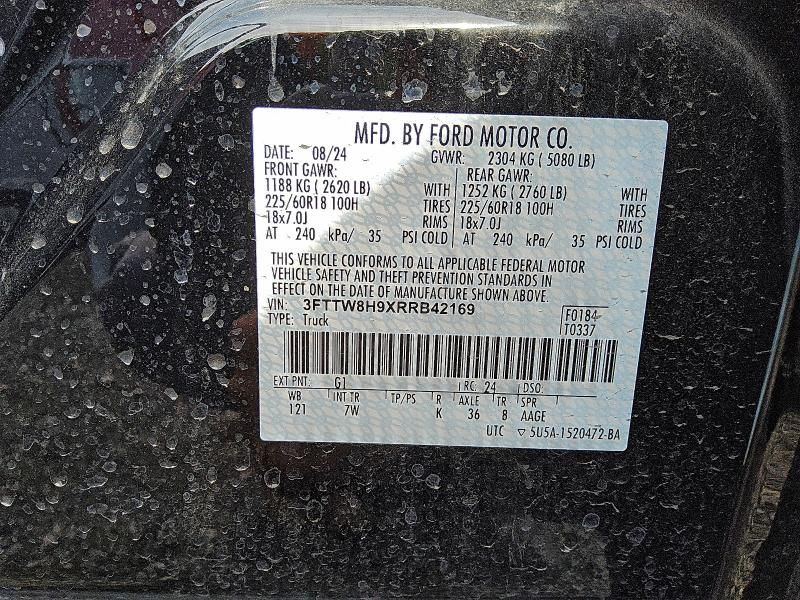 MFD. BY FORD MOTOR CO.
DATE: 08/24 GVWR: 2304 KG ( 5080 LB)
FRONT GAWR: REAR GAWR:
1188 KG ( 2620 LB) WITH 1252 KG ( 2760 LB) WITH
225/60R18 100H TIRES 225/60R18 100H TIRES
18x7.0J RIMS 18x7.0J RIMS
AT 240 kPa/ 35 PSI COLD AT 240 kPa/ 35 PSI COLD
THIS VEHICLE CONFORMS TO ALL APPLICABLE FEDERAL MOTOR
VEHICLE SAFETY AND THEFT PREVENTION STANDARDS IN
EFFECT ON THE DATE OF MANUFACTURE SHOWN ABOVE.
VIN: 3FTTW8H9XRRB42169 F0184
TYPE: Truck T0337
EXT PNT: G1 RC: 24 DSO:
WB INT TR TP/PS R AXLE TR SPR
121 7W K 36 8 AAGE
UTC ▽ 5U5A-1520472-BA